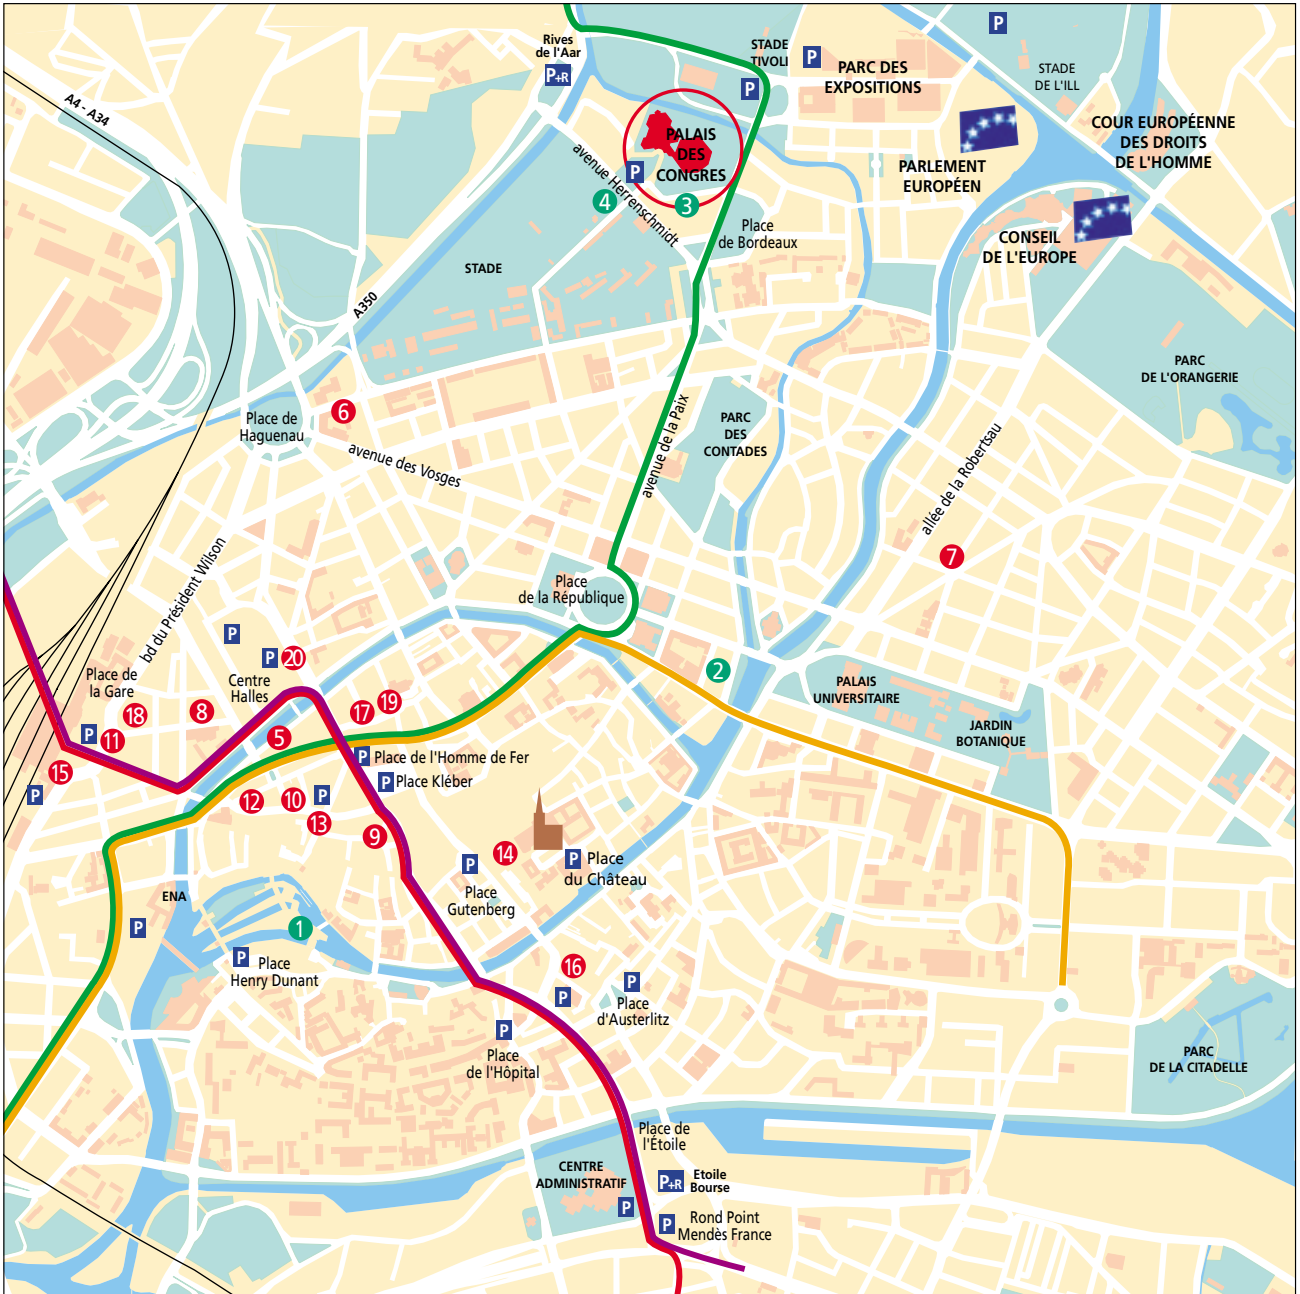 P
Rives
de l'Aar
P+R
STADE
TIVOLI
P
PARC DES
EXPOSITIONS
STADE
DE L'ILL
P
A4 - A34
PALAIS
DES
CONGRES
P
avenue Herrenschmidt
4
3
PARLEMENT
EUROPÉEN
COUR EUROPÉENNE
DES DROITS
DE L'HOMME
Place
de Bordeaux
CONSEIL
DE L'EUROPE
STADE
A350
PARC
DE L'ORANGERIE
6
Place de
Haguenau
avenue des Vosges
avenue de la Paix
PARC
DES
CONTADES
allée de la Robertsau
7
bd du Président Wilson
Place
de la République
P
P
20
Centre
Halles
Place de
la Gare
18
8
P
11
15
P
17
19
5
2
PALAIS
UNIVERSITAIRE
JARDIN
BOTANIQUE
P
Place de l'Homme de Fer
P
Place Kléber
12
10
P
13
9
14
P
Place
Gutenberg
P
Place
du Château
ENA
P
1
P
Place
Henry Dunant
16
P
P
Place
d'Austerlitz
P
Place
de l'Hôpital
PARC
DE LA CITADELLE
Place de
l'Étoile
CENTRE
ADMINISTRATIF
P
P+R
Etoile
Bourse
P
Rond Point
Mendès France